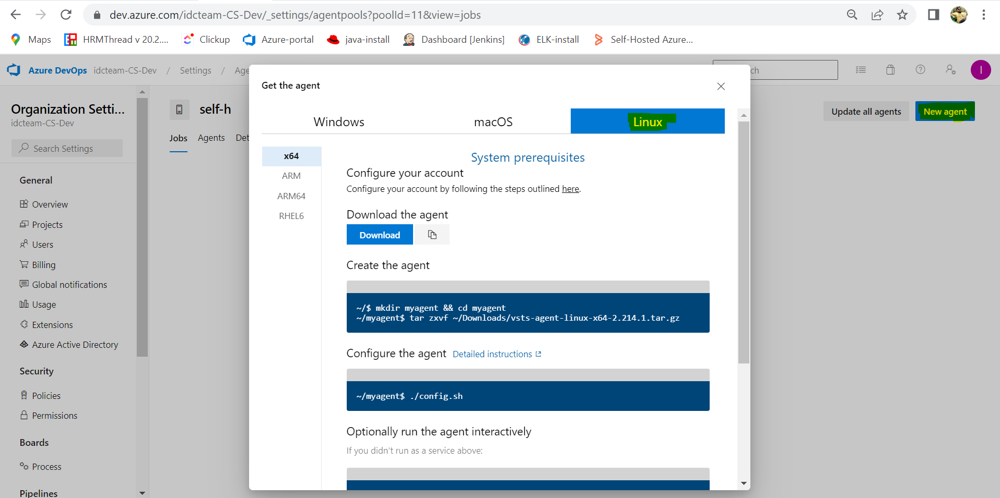 dev.azure.com/idcteam-CS-Dev/_settings/agentpools?poolId=11&view=jobs
Maps
HRMThread v 20.2....
Clickup
Azure-portal
java-install
Dashboard [Jenkins]
ELK-install
Self-Hosted Azure...
Azure DevOps idcteam-CS-Dev / Settings / Age
ch
I
Organization Setti...
idcteam-CS-Dev
Search Settings
General
Overview
Projects
Users
Billing
Global notifications
Usage
Extensions
Azure Active Directory
Security
Policies
Permissions
Boards
Process
Pipelines
self-h
Jobs Agents Det
Update all agents
New agent
Get the agent
Windows macOS Linux
x64
ARM
ARM64
RHEL6
System prerequisites
Configure your account
Configure your account by following the steps outlined here.
Download the agent
Download
Create the agent
~/$ mkdir myagent && cd myagent
~/myagent$ tar zxvf ~/Downloads/vsts-agent-linux-x64-2.214.1.tar.gz
Configure the agent Detailed instructions
~/myagent$ ./config.sh
Optionally run the agent interactively
If you didn't run as a service above: